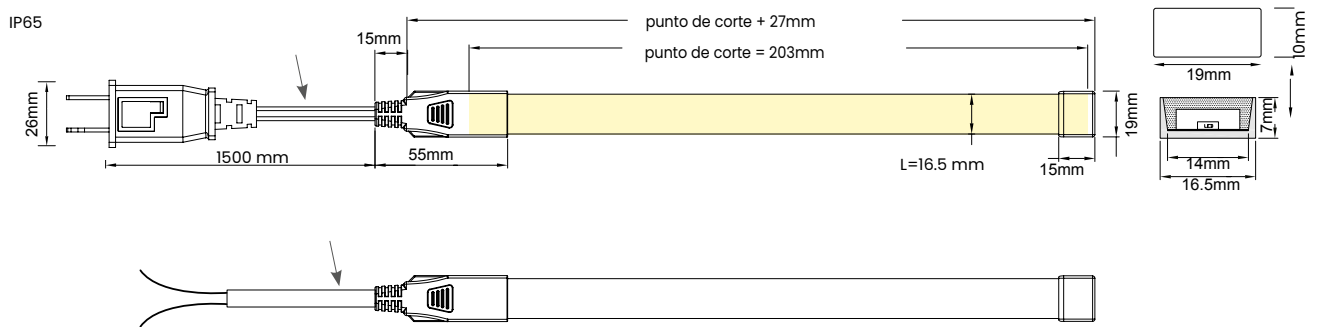 IP65
punto de corte + 27mm
15mm
punto de corte = 203mm
10mm
19mm
26mm
19mm
7mm
1500 mm
55mm
L=16.5 mm
15mm
14mm
16.5mm